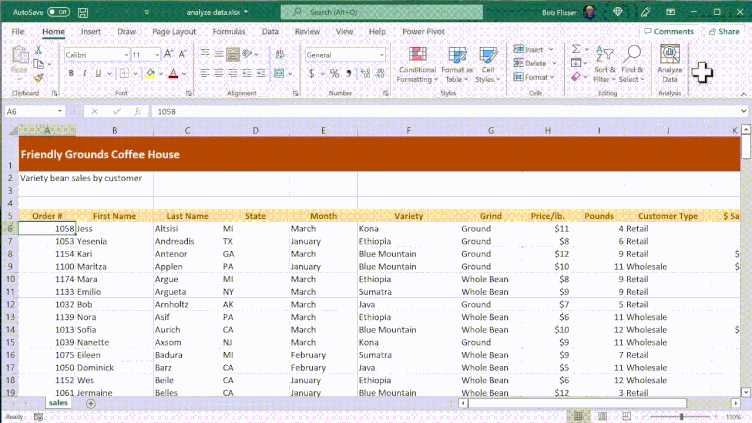 AutoSave Off analyze data.xlsx Search (Alt+Q) Bob Flisser
File Home Insert Draw Page Layout Formulas Data Review View Help Power Pivot Comments Share
Paste Calibri 11 A^ A˅ General Conditional Formatting Format as Table Cell Styles Insert Delete Format Sort & Filter Find & Select Analyze Data
B I U $ % 9
Clipboard Font Alignment Number Styles Cells Editing Analysis
A6 fx 1058
A B C D E F G H I J K
1 Friendly Grounds Coffee House
2 Variety bean sales by customer
3
4
5 Order # First Name Last Name State Month Variety Grind Price/lb. Pounds Customer Type $ Sa
6 1058 Jess Altsisi MI March Kona Ground $11 4 Retail
7 1053 Yesenia Andreadis TX January Ethiopia Ground $8 6 Retail
8 1154 Kari Antenor GA March Blue Mountain Ground $12 9 Retail $
9 1100 Maritza Applen PA January Blue Mountain Ground $10 11 Wholesale $
10 1174 Mara Argue MI March Ethiopia Whole Bean $8 9 Retail
11 1133 Emilio Argueta NY March Sumatra Whole Bean $9 9 Retail
12 1032 Bob Arnholtz AK March Java Ground $7 5 Retail
13 1139 Nora Asif PA March Ethiopia Whole Bean $6 11 Wholesale
14 1013 Sofia Aurich CA March Blue Mountain Whole Bean $10 12 Wholesale $
15 1039 Nanette Axsom NJ March Kona Ground $9 11 Wholesale
16 1075 Eileen Badura MI February Sumatra Whole Bean $9 7 Retail
17 1050 Dominick Barz CA February Java Whole Bean $5 11 Wholesale
18 1152 Wes Beile CA January Ethiopia Whole Bean $6 12 Wholesale
19 1061 Jermaine Belles CA January Blue Mountain Whole Bean $12 3 Retail
sales
Ready 100%